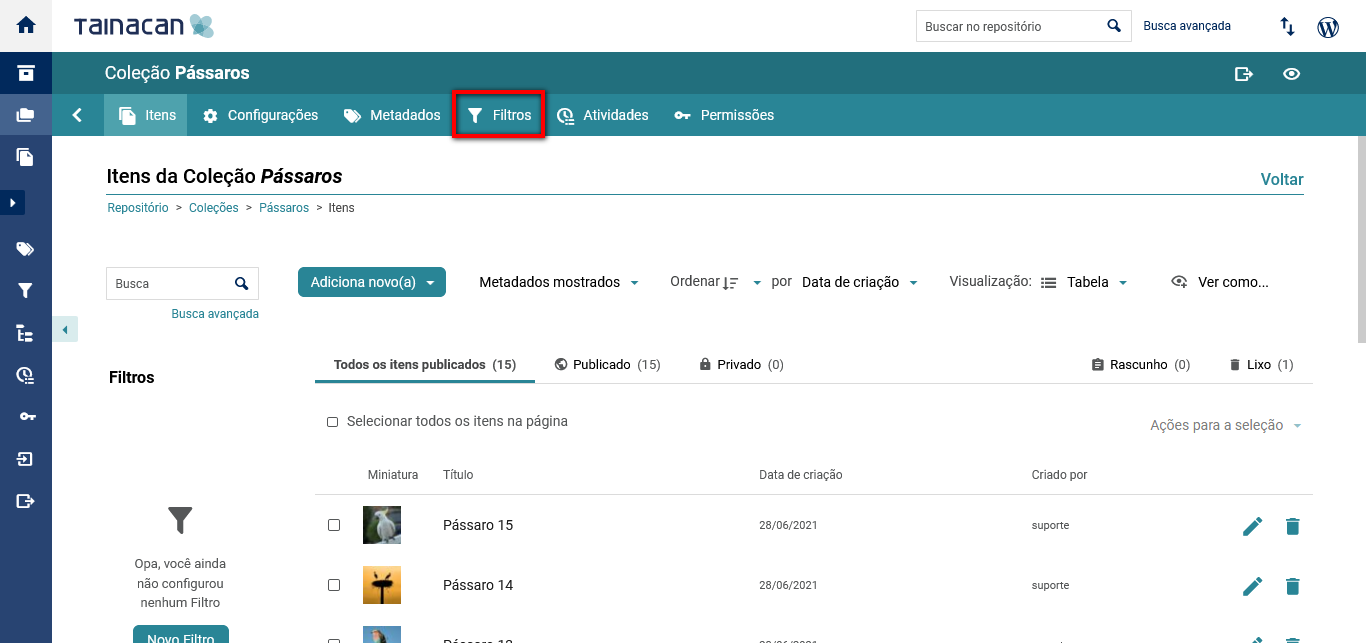 TAINACAN
Buscar no repositório
Busca avançada
Coleção Pássaros
Itens
Configurações
Metadados
Filtros
Atividades
Permissões
Itens da Coleção Pássaros
Voltar
Repositório > Coleções > Pássaros > Itens
Busca
Busca avançada
Adiciona novo(a)
Metadados mostrados
Ordenar
por
Data de criação
Visualização:
Tabela
Ver como...
Filtros
Opa, você ainda
não configurou
nenhum Filtro
Novo Filtro
Todos os itens publicados (15)
Publicado (15)
Privado (0)
Rascunho (0)
Lixo (1)
Selecionar todos os itens na página
Ações para a seleção
Miniatura
Título
Data de criação
Criado por
Pássaro 15
28/06/2021
suporte
Pássaro 14
28/06/2021
suporte